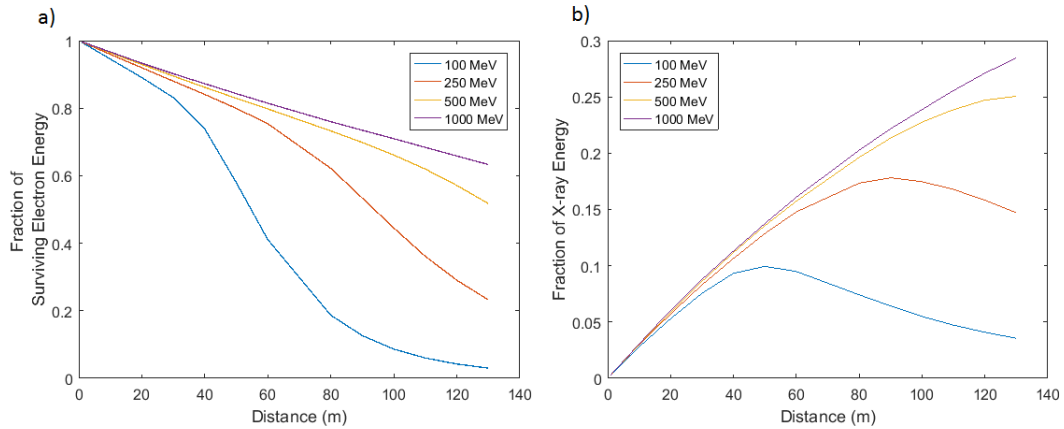 a)
Fraction of
Surviving Electron Energy
1
0.8
0.6
0.4
0.2
0
0
20
40
60
80
100
120
140
Distance (m)
100 MeV
250 MeV
500 MeV
1000 MeV
b)
Fraction of X-ray Energy
0.3
0.25
0.2
0.15
0.1
0.05
0
0
20
40
60
80
100
120
140
Distance (m)
100 MeV
250 MeV
500 MeV
1000 MeV